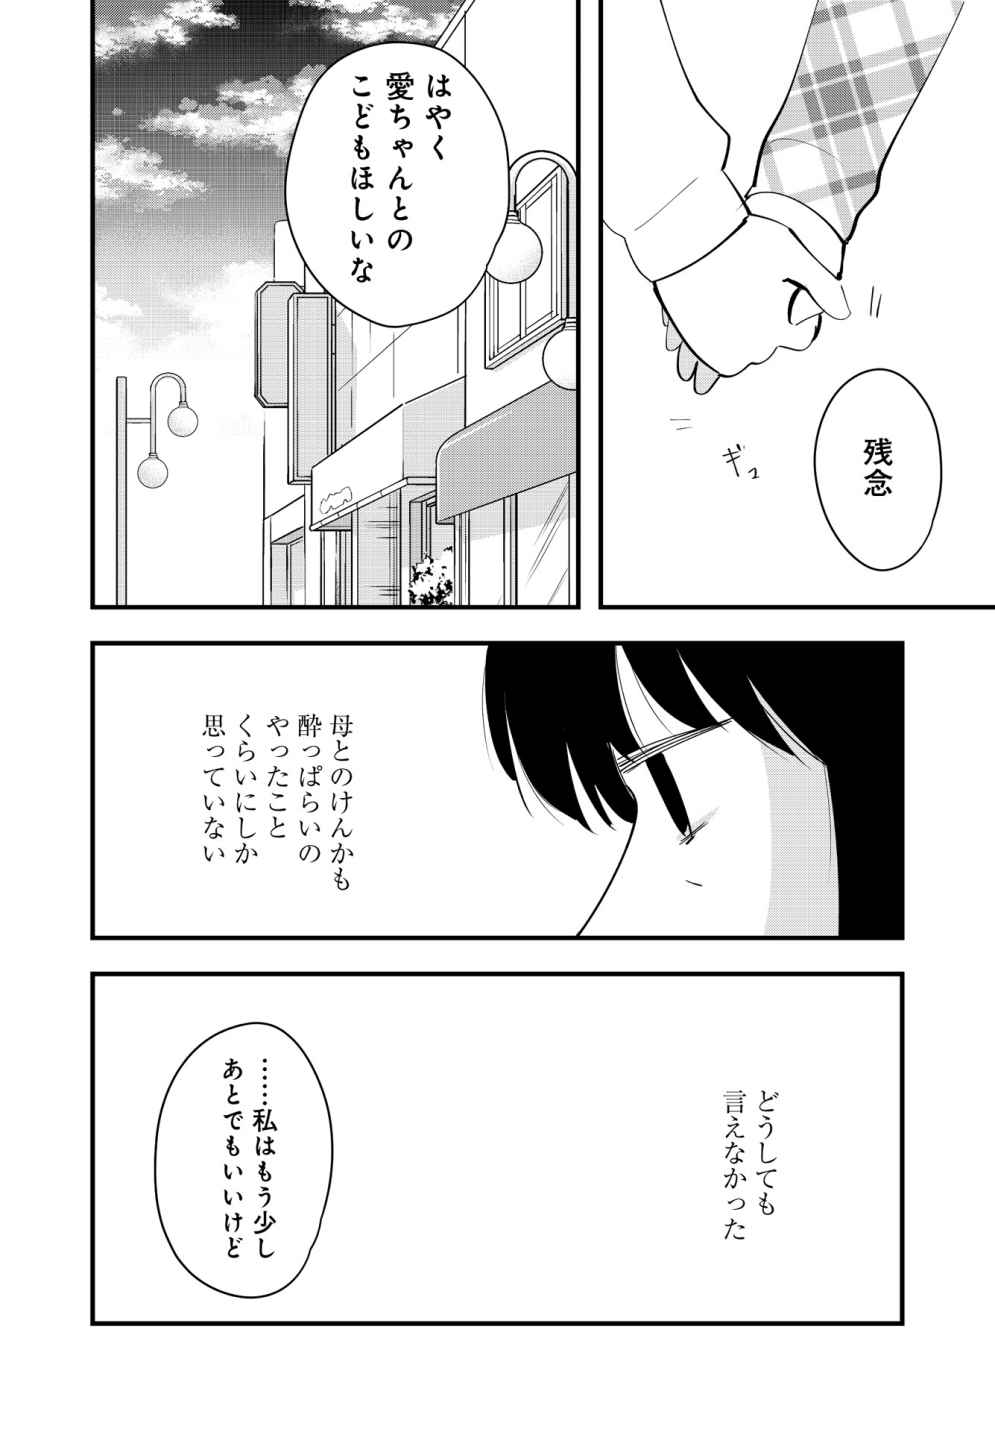 残念
ギュ
はやく
愛ちゃんとの
こどもほしいな
母とのけんかも
酔っぱらいの
やったこと
くらいにしか
思っていない
どうしても
言えなかった
……私はもう少し
あとでもいいけど